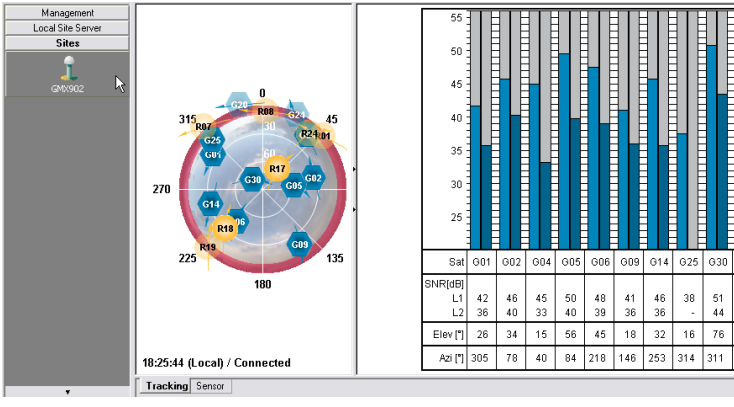 Management
Local Site Server
Sites
GMX902
0
G20
R08
G24
315
45
R07
R24
R01
30
G25
G01
60
R17
G30
G05
G02
270
G14
06
R18
R19
G09
225
135
180
18:25:44 (Local) / Connected
Tracking Sensor
55
50
45
40
35
30
25
Sat G01 G02 G04 G05 G06 G09 G14 G25 G30
SNR[dB]
L1 42 46 45 50 48 41 46 38 51
L2 36 40 33 40 39 36 36 - 44
Elev [°] 26 34 15 56 45 18 32 16 76
Azi [°] 305 78 40 84 218 146 253 314 311